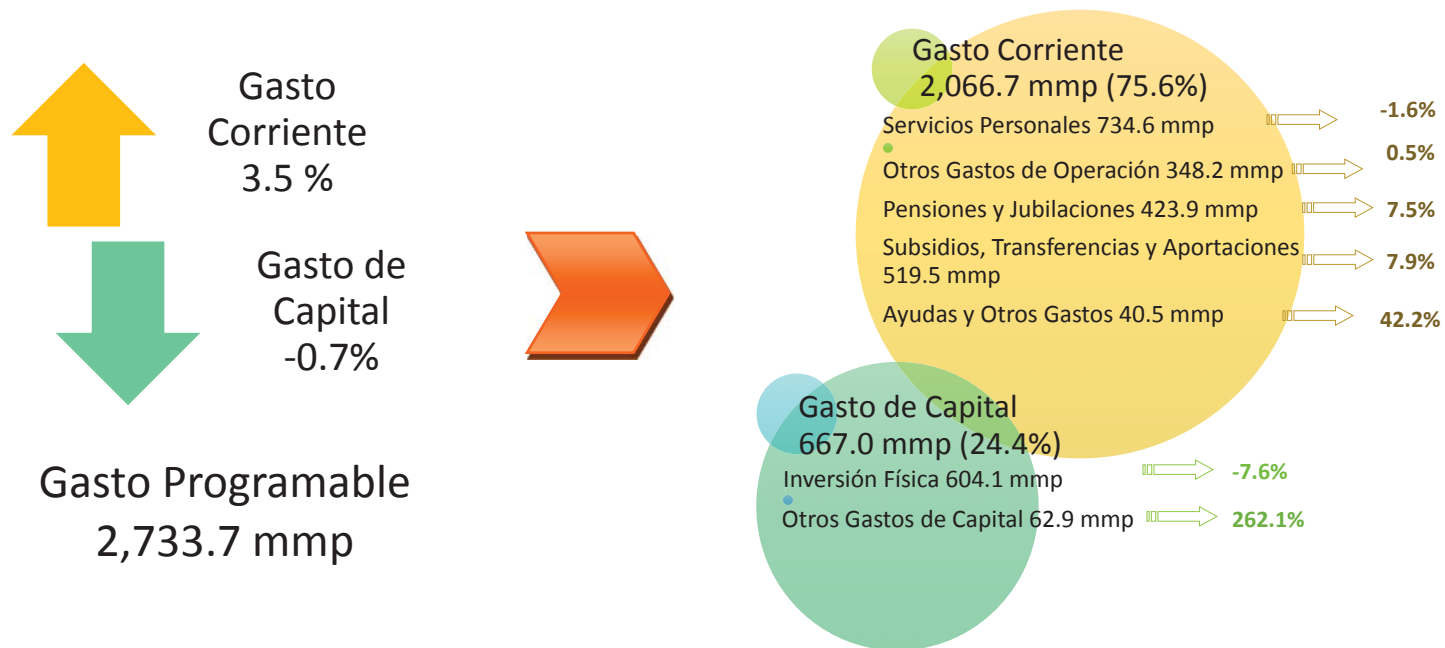 Gasto
Corriente
3.5 %
Gasto de
Capital
-0.7%
Gasto Programable
2,733.7 mmp
Gasto Corriente
2,066.7 mmp (75.6%)
Servicios Personales 734.6 mmp
-1.6%
Otros Gastos de Operación 348.2 mmp
0.5%
Pensiones y Jubilaciones 423.9 mmp
7.5%
Subsidios, Transferencias y Aportaciones
519.5 mmp
7.9%
Ayudas y Otros Gastos 40.5 mmp
42.2%
Gasto de Capital
667.0 mmp (24.4%)
Inversión Física 604.1 mmp
-7.6%
Otros Gastos de Capital 62.9 mmp
262.1%